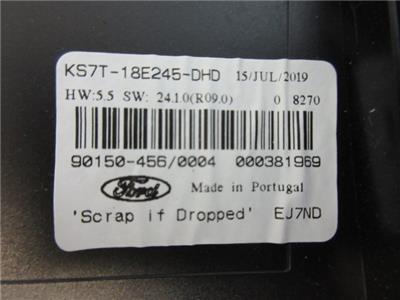 KS7T-18E245-DHD 15/JUL/2019
HW:5.5 SW: 24.1.0(R09.0) 0 8270
90150-456/0004 000381969
Ford Made in Portugal
'Scrap if Dropped' EJ7ND